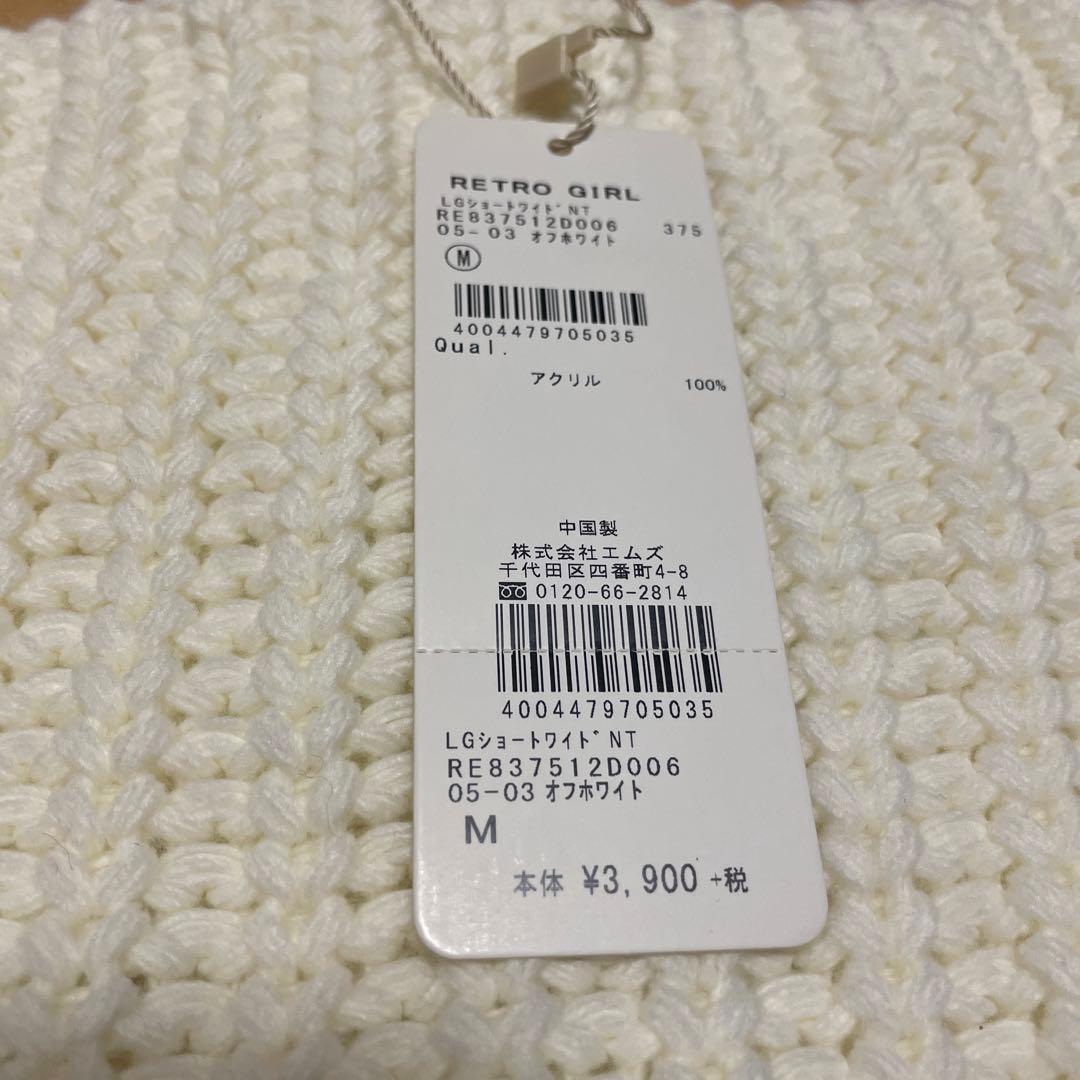 RETRO GIRL
LGショートワイドNT
RE837512D006 375
05-03 オフホワイト
M
4004479705035
Qual.
アクリル 100%
中国製
株式会社エムズ
千代田区四番町4-8
0120-66-2814
4004479705035
LGショートワイドNT
RE837512D006
05-03 オフホワイト
M
本体 ¥3,900 +税